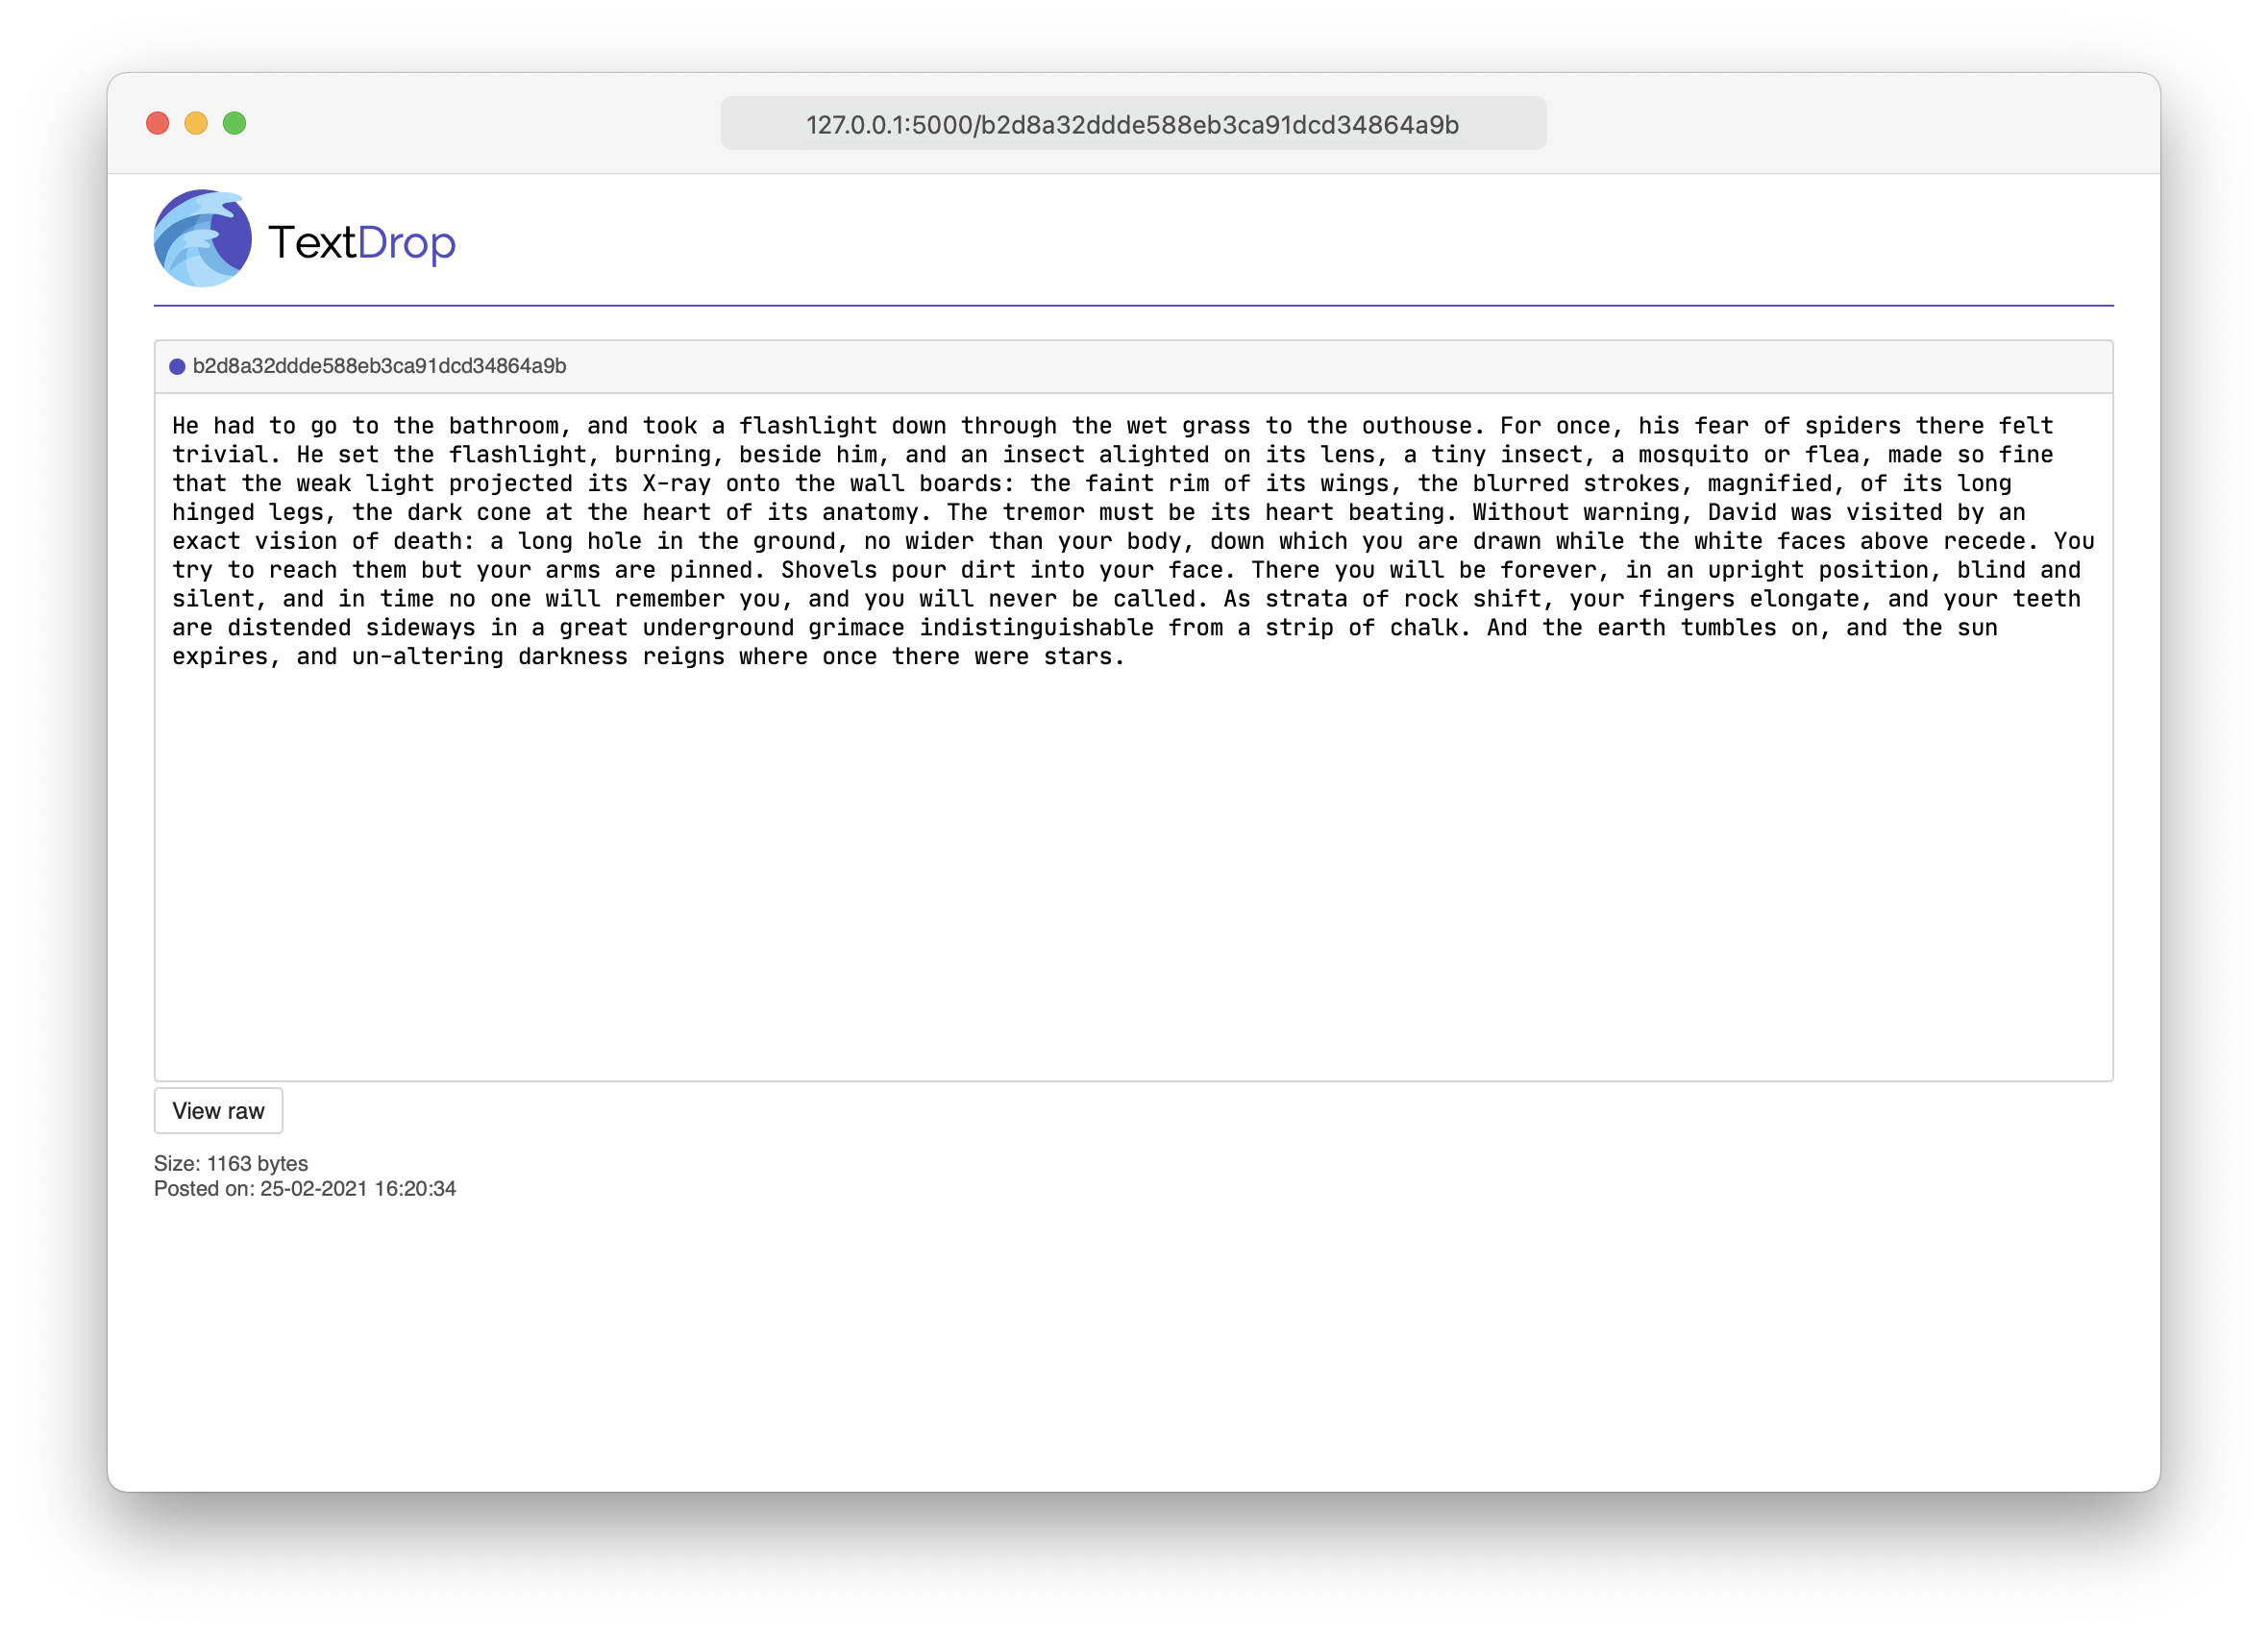 127.0.0.1:5000/b2d8a32ddde588eb3ca91dcd34864a9b
TextDrop
b2d8a32ddde588eb3ca91dcd34864a9b
He had to go to the bathroom, and took a flashlight down through the wet grass to the outhouse. For once, his fear of spiders there felt
trivial. He set the flashlight, burning, beside him, and an insect alighted on its lens, a tiny insect, a mosquito or flea, made so fine
that the weak light projected its X-ray onto the wall boards: the faint rim of its wings, the blurred strokes, magnified, of its long
hinged legs, the dark cone at the heart of its anatomy. The tremor must be its heart beating. Without warning, David was visited by an
exact vision of death: a long hole in the ground, no wider than your body, down which you are drawn while the white faces above recede. You
try to reach them but your arms are pinned. Shovels pour dirt into your face. There you will be forever, in an upright position, blind and
silent, and in time no one will remember you, and you will never be called. As strata of rock shift, your fingers elongate, and your teeth
are distended sideways in a great underground grimace indistinguishable from a strip of chalk. And the earth tumbles on, and the sun
expires, and un-altering darkness reigns where once there were stars.
View raw
Size: 1163 bytes
Posted on: 25-02-2021 16:20:34